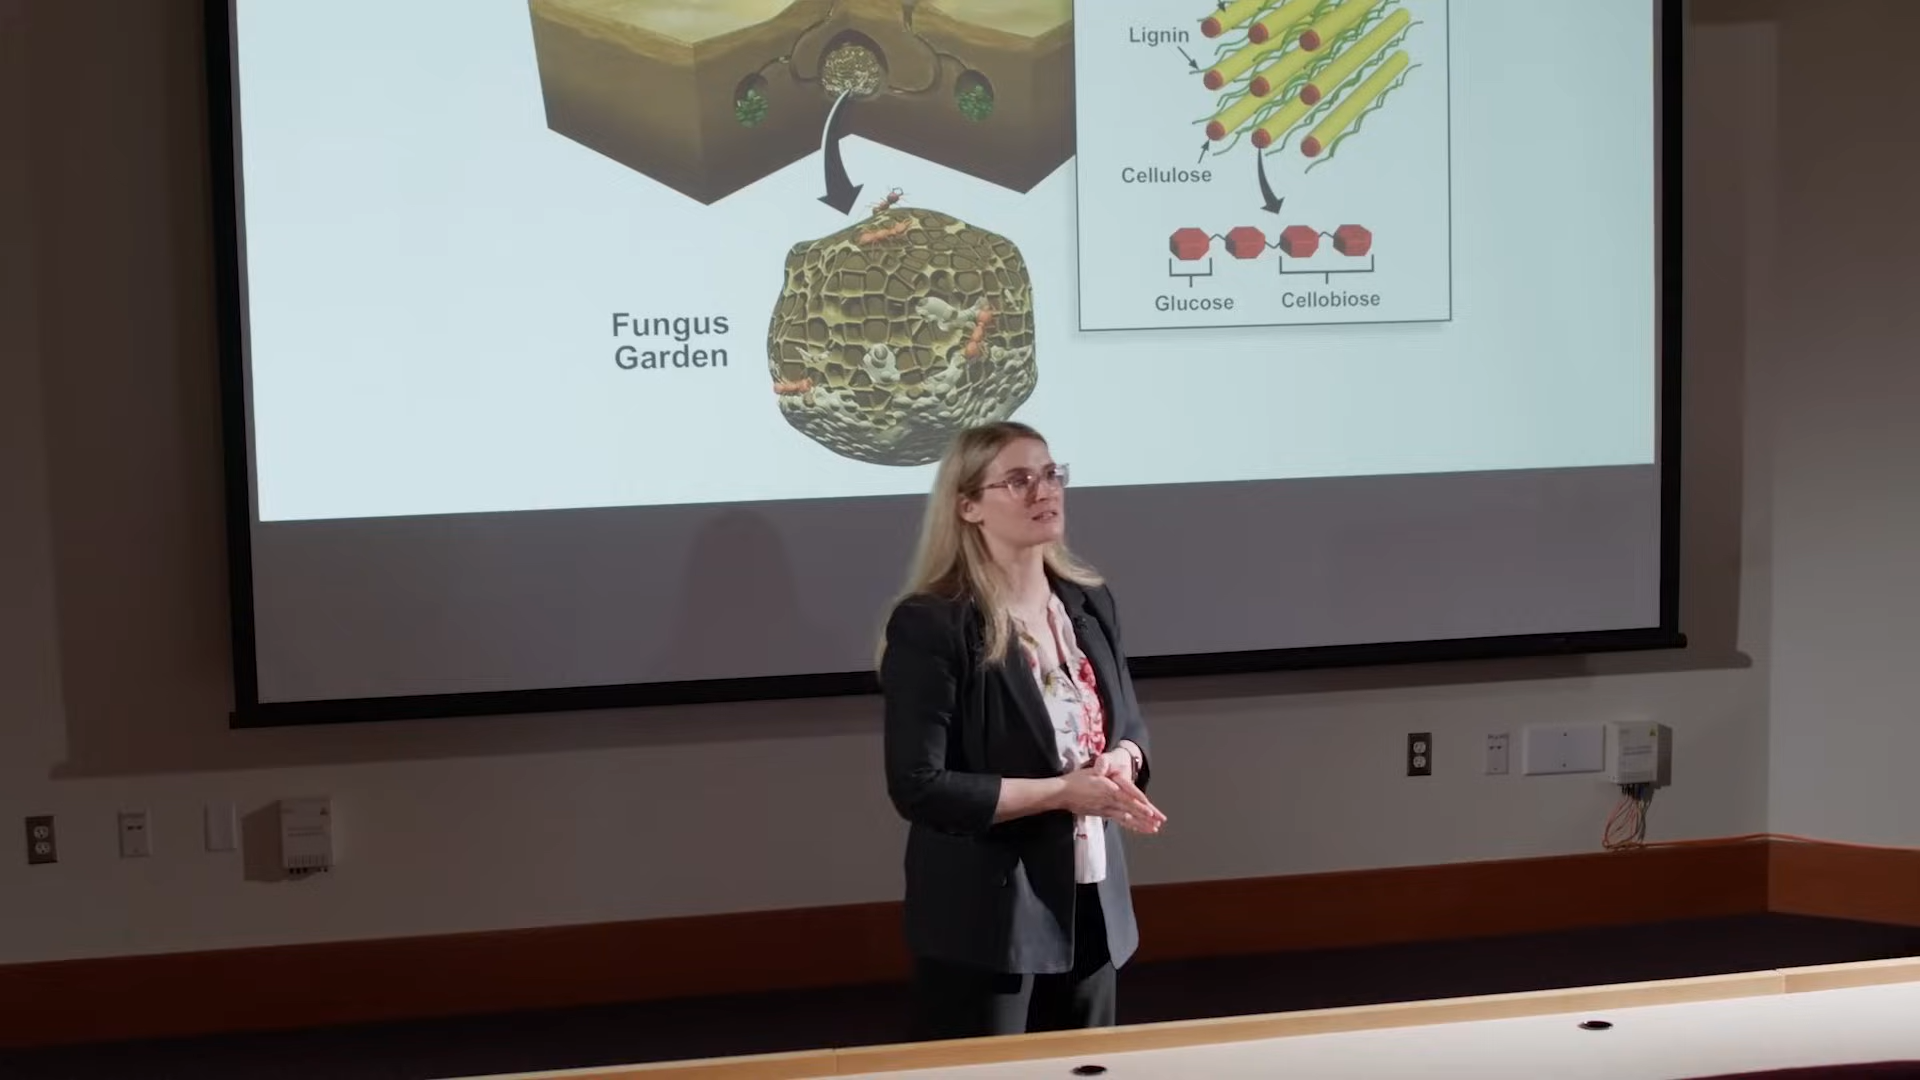 Lignin
Cellulose
Glucose
Cellobiose
Fungus
Garden